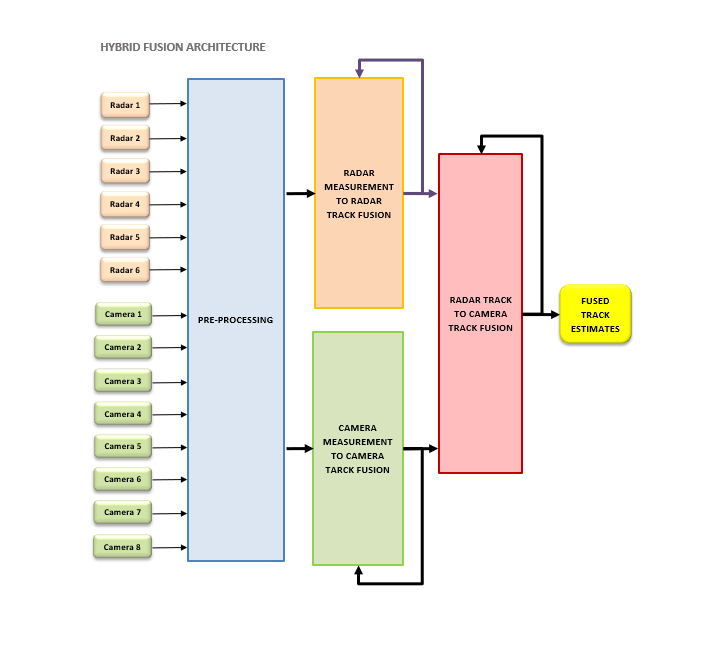 HYBRID FUSION ARCHITECTURE
Radar 1
Radar 2
Radar 3
Radar 4
Radar 5
Radar 6
Camera 1
Camera 2
Camera 3
Camera 4
Camera 5
Camera 6
Camera 7
Camera 8
PRE-PROCESSING
RADAR
MEASUREMENT
TO RADAR
TRACK FUSION
CAMERA
MEASUREMENT
TO CAMERA
TARCK FUSION
RADAR TRACK
TO CAMERA
TRACK FUSION
FUSED
TRACK
ESTIMATES